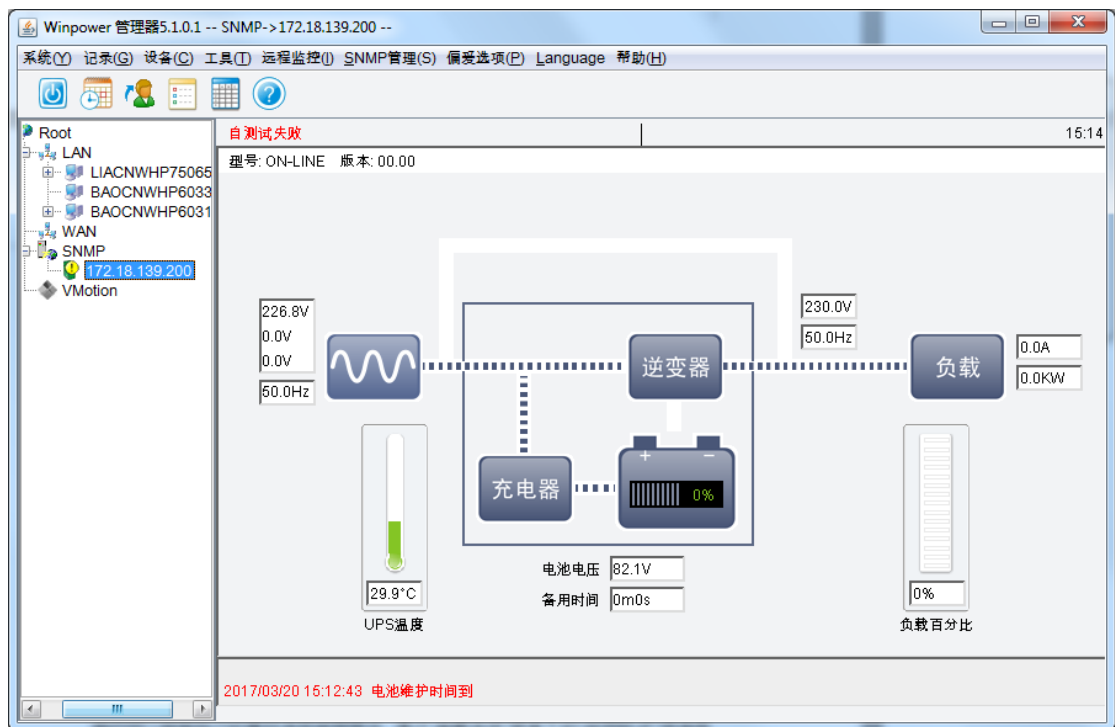 Winpower 管理器5.1.0.1 -- SNMP->172.18.139.200 --
系统(Y) 记录(G) 设备(C) 工具(T) 远程监控(I) SNMP管理(S) 偏爱选项(P) Language 帮助(H)
Root
LAN
LIACNWHP75065
BAOCNWHP6033
BAOCNWHP6031
WAN
SNMP
172.18.139.200
VMotion
自测试失败
15:14
型号: ON-LINE 版本: 00.00
226.8V
0.0V
0.0V
50.0Hz
230.0V
50.0Hz
逆变器
负载
0.0A
0.0KW
充电器
+ −
0%
电池电压 82.1V
备用时间 0m0s
29.9°C
UPS温度
0%
负载百分比
2017/03/20 15:12:43 电池维护时间到